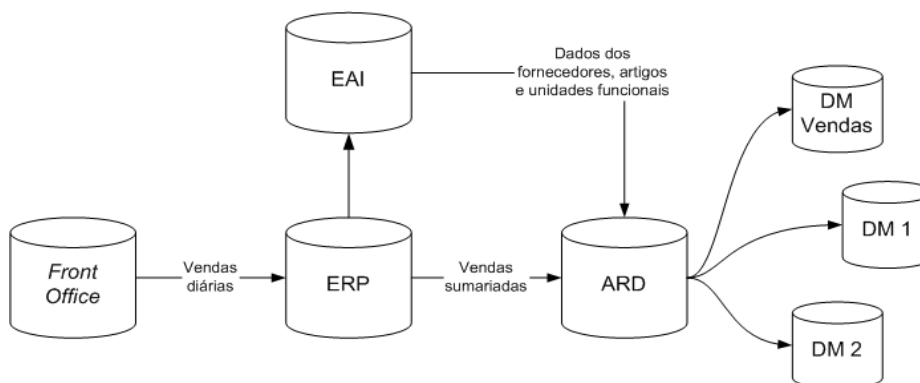 EAI
Dados dos
fornecedores, artigos
e unidades funcionais
DM
Vendas
Front
Office
Vendas
diárias
ERP
Vendas
sumariadas
ARD
DM 1
DM 2